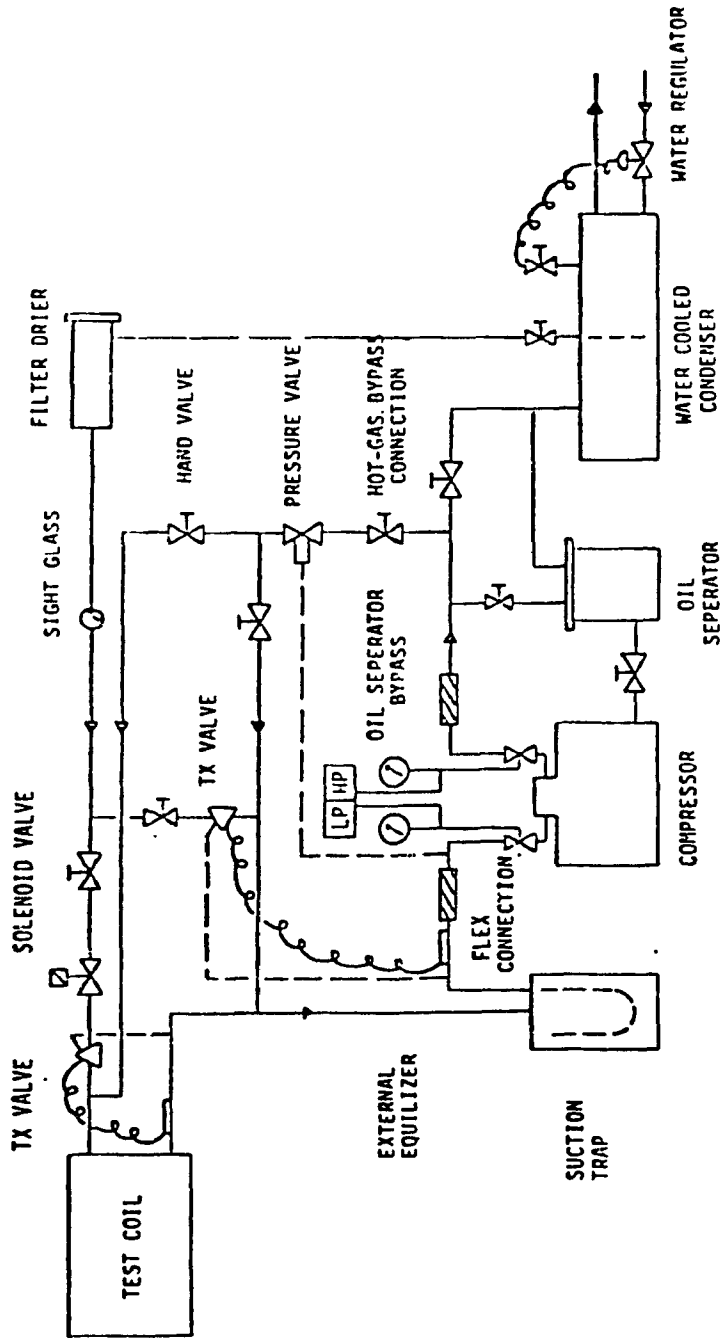 FILTER DRIER
SIGHT GLASS
SOLENOID VALVE
TX VALVE
HAND VALVE
PRESSURE VALVE
HOT-GAS. BYPASS
CONNECTION
TX VALVE
OIL SEPERATOR
BYPASS
LP HP
FLEX
CONNECTION
EXTERNAL
EQUILIZER
TEST COIL
SUCTION
TRAP
COMPRESSOR
OIL
SEPERATOR
WATER COOLED
CONDENSER
WATER REGULATOR